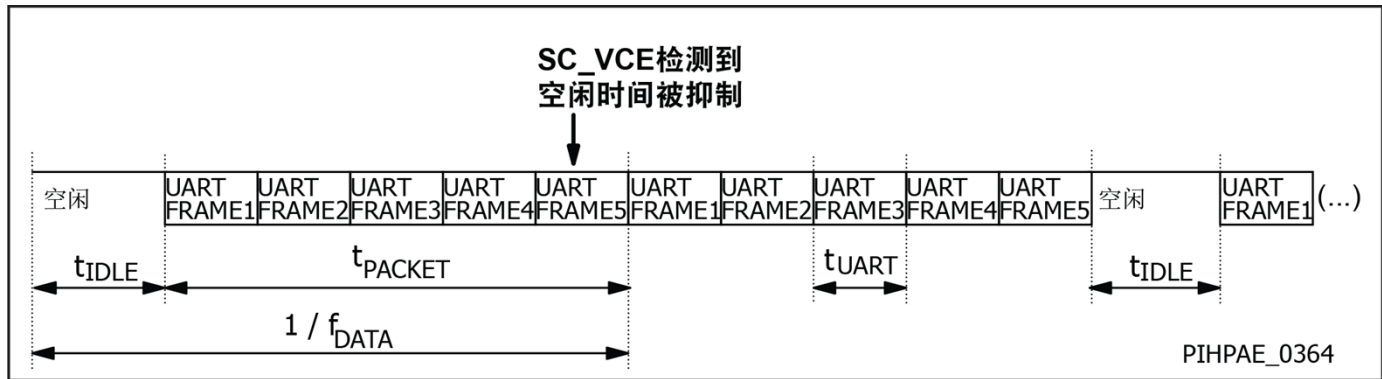 SC_VCE检测到
空闲时间被抑制
空闲 UART FRAME1 UART FRAME2 UART FRAME3 UART FRAME4 UART FRAME5 UART FRAME1 UART FRAME2 UART FRAME3 UART FRAME4 UART FRAME5 空闲 UART FRAME1 (...)
tIDLE tPACKET tUART tIDLE
1 / fDATA
PIHPAE_0364